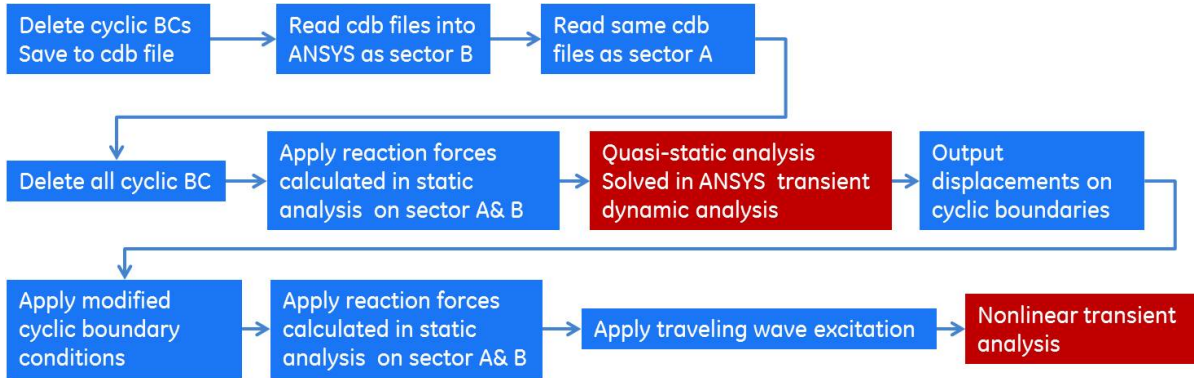 Delete cyclic BCs
Save to cdb file
Read cdb files into
ANSYS as sector B
Read same cdb
files as sector A
Delete all cyclic BC
Apply reaction forces
calculated in static
analysis on sector A& B
Quasi-static analysis
Solved in ANSYS transient
dynamic analysis
Output
displacements on
cyclic boundaries
Apply modified
cyclic boundary
conditions
Apply reaction forces
calculated in static
analysis on sector A& B
Apply traveling wave excitation
Nonlinear transient
analysis